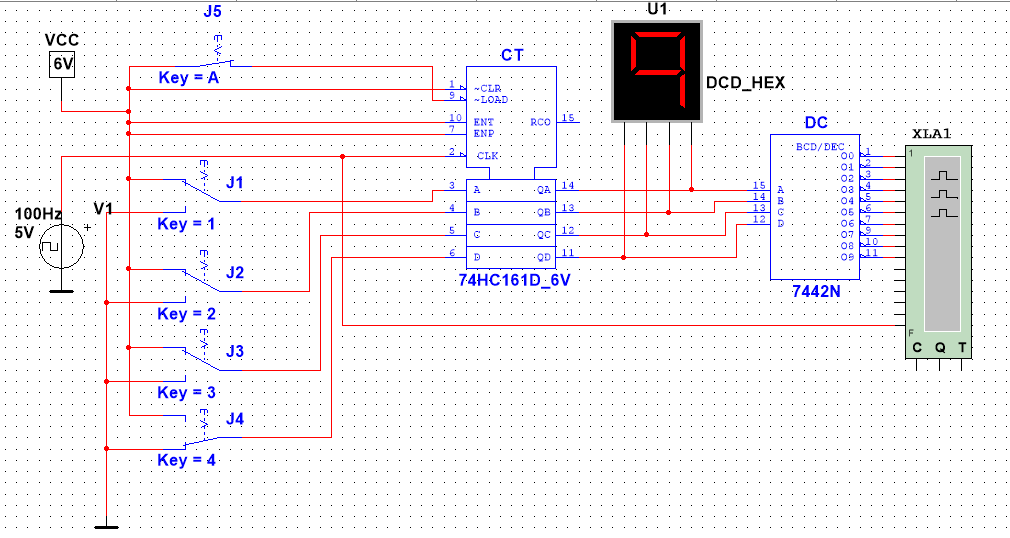 J5
VCC
6V
Key = A
CT
1 ~CLR
9 ~LOAD
10 ENT RCO 15
7 ENP
2 CLK
3 A QA 14
4 B QB 13
5 C QC 12
6 D QD 11
74HC161D_6V
U1
9
DCD_HEX
DC
BCD/DEC
O0 1
O1 2
O2 3
15 A O3 4
14 B O4 5
13 C O5 6
12 D O6 7
O7 9
O8 10
O9 11
7442N
XLA1
1
F
C Q T
J1
Key = 1
100Hz
5V
V1
+
J2
Key = 2
J3
Key = 3
J4
Key = 4